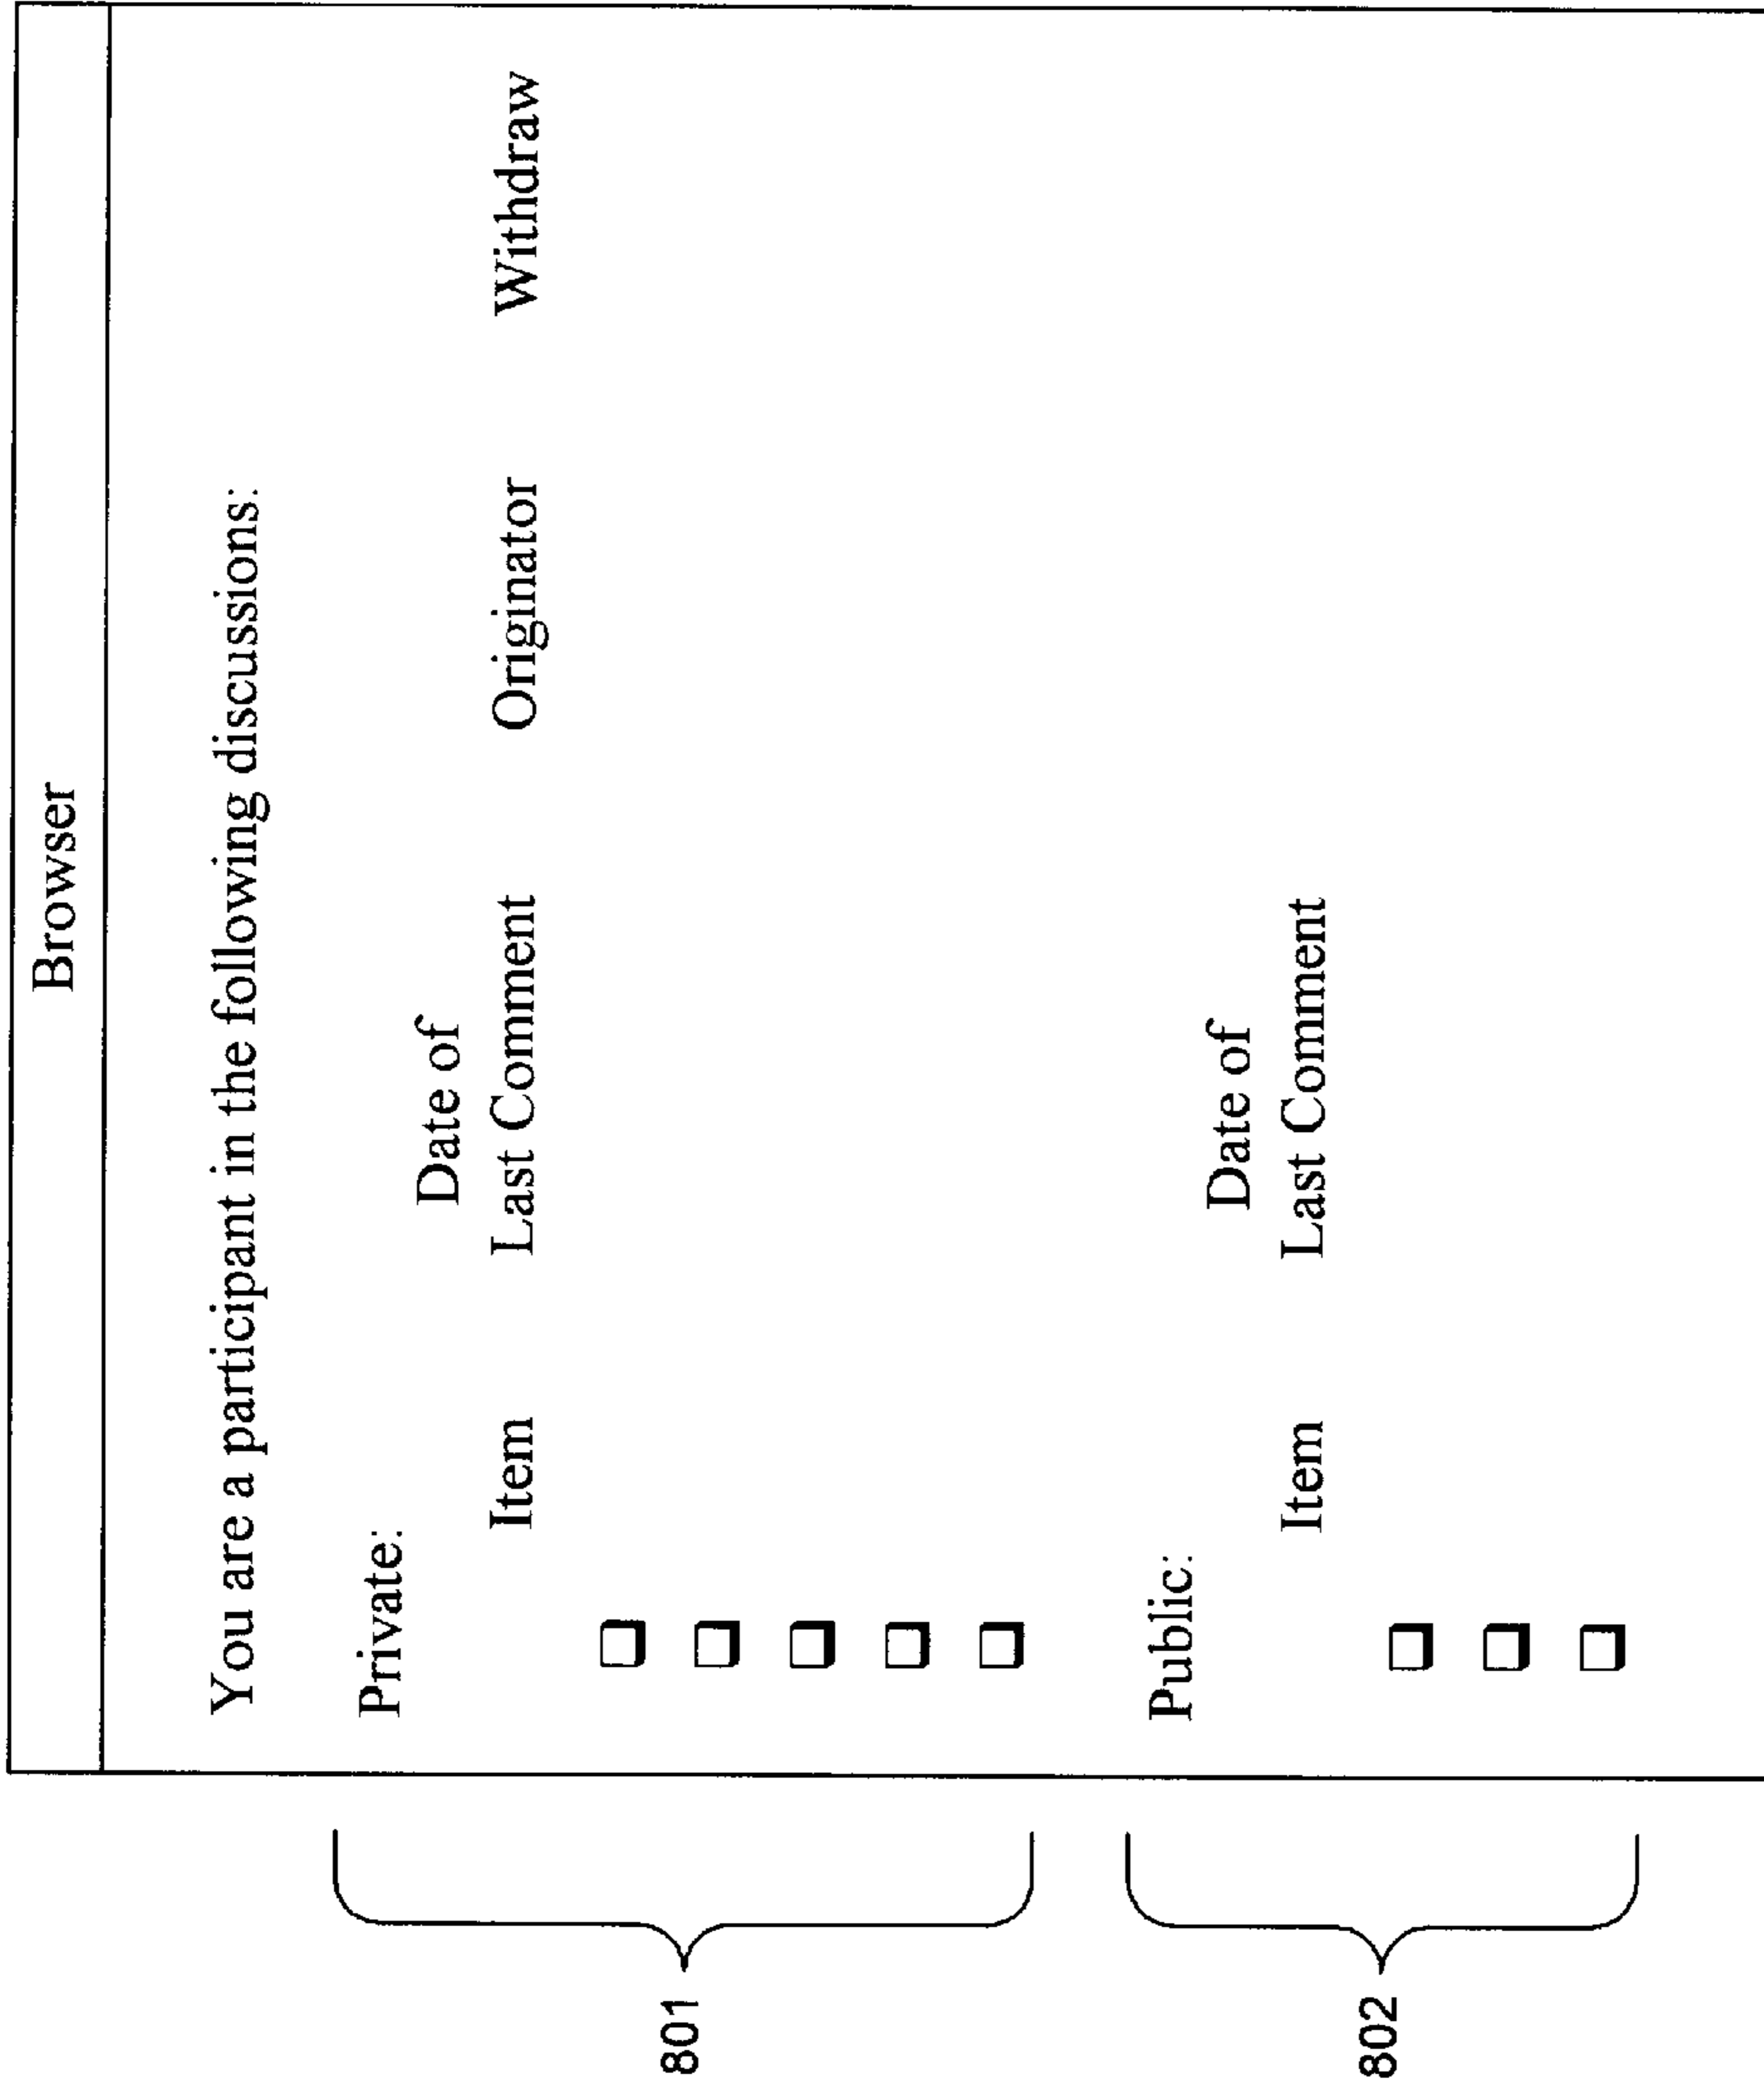 Browser
You are a participant in the following discussions:
Private:
Date of
Item Last Comment Originator Withdraw
801
Public:
Date of
Item Last Comment
802